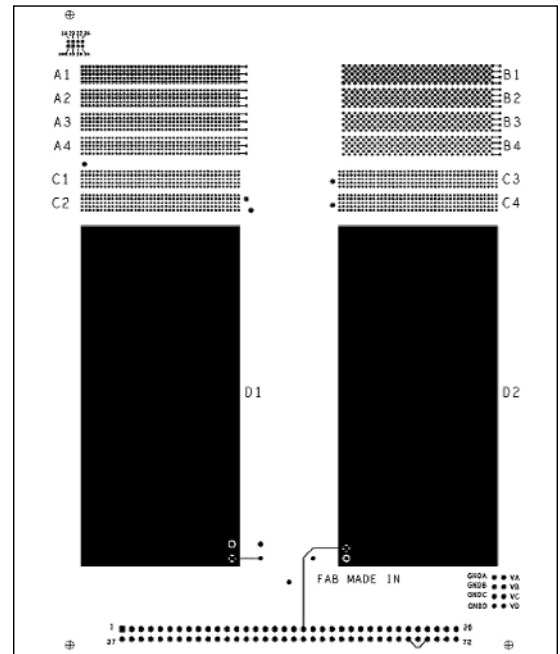 A1 B1
A2 B2
A3 B3
A4 B4
C1 C3
C2 C4
D1 D2
FAB MADE IN
GNDA VA
GNDB VB
GNDC VC
GNDD VD
1 36
37 72